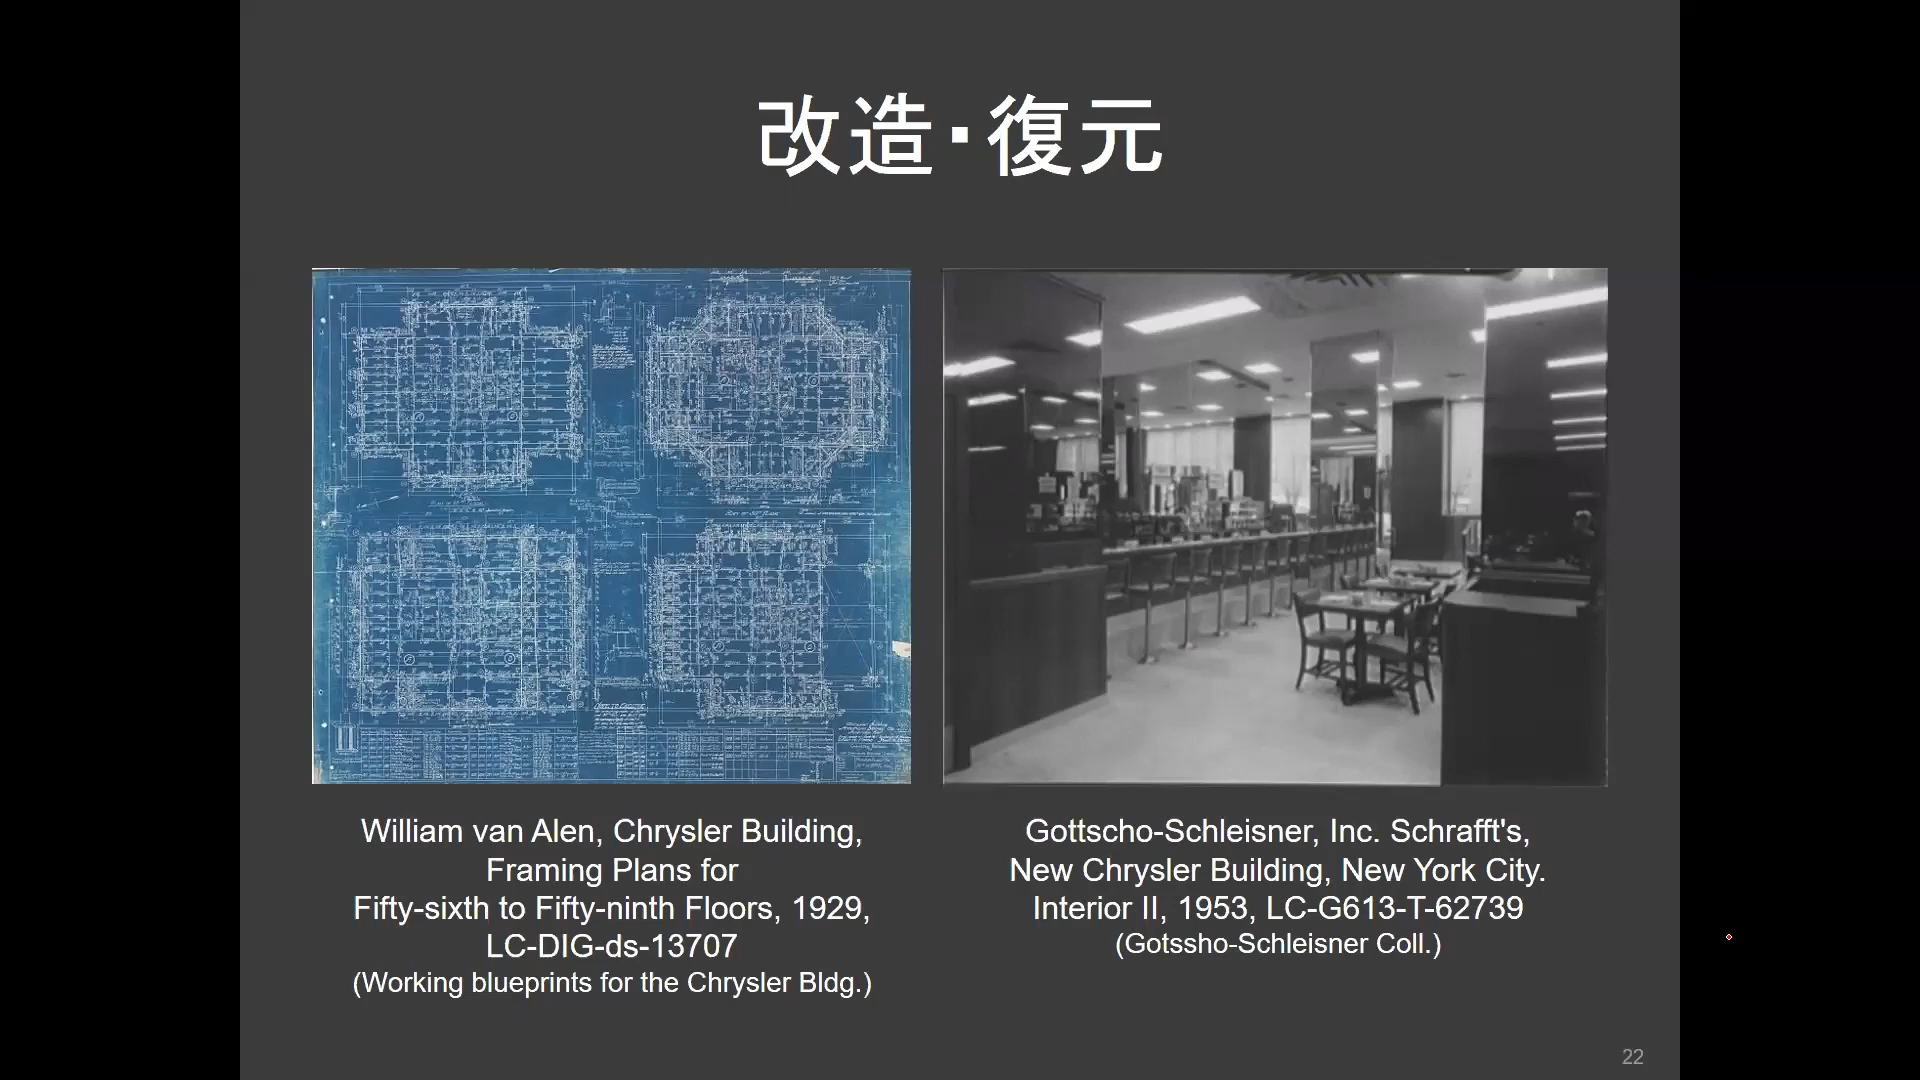 改造･復元
William van Alen, Chrysler Building,
Framing Plans for
Fifty-sixth to Fifty-ninth Floors, 1929,
LC-DIG-ds-13707
(Working blueprints for the Chrysler Bldg.)
Gottscho-Schleisner, Inc. Schrafft's,
New Chrysler Building, New York City.
Interior II, 1953, LC-G613-T-62739
(Gotssho-Schleisner Coll.)
22